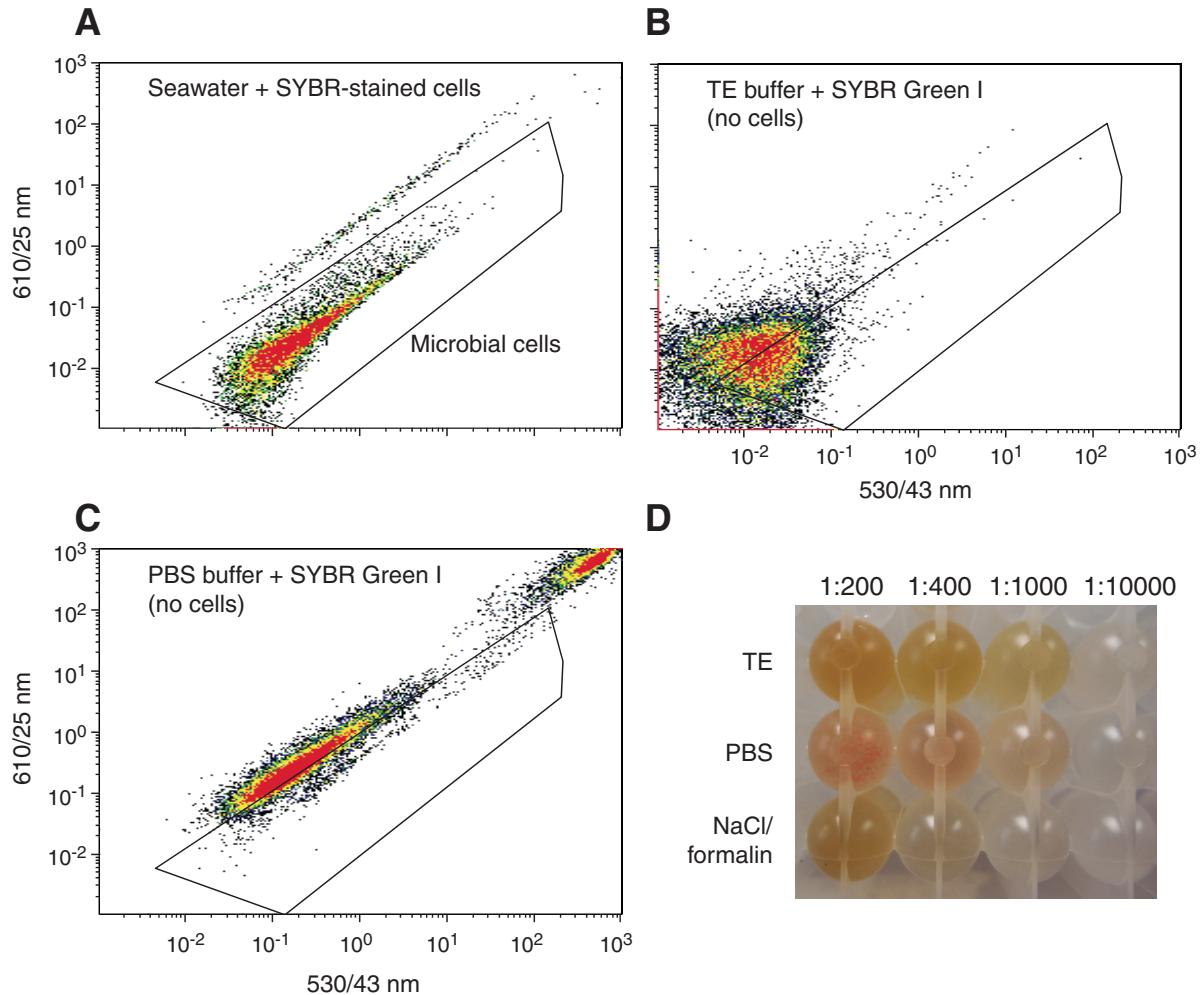 A
10³
10²
10¹
10⁰
10⁻¹
10⁻²
610/25 nm
Seawater + SYBR-stained cells
Microbial cells
B
TE buffer + SYBR Green I
(no cells)
10⁻² 10⁻¹ 10⁰ 10¹ 10² 10³
530/43 nm
C
10³
10²
10¹
10⁰
10⁻¹
10⁻²
610/25 nm
PBS buffer + SYBR Green I
(no cells)
10⁻² 10⁻¹ 10⁰ 10¹ 10² 10³
530/43 nm
D
1:200 1:400 1:1000 1:10000
TE
PBS
NaCl/
formalin